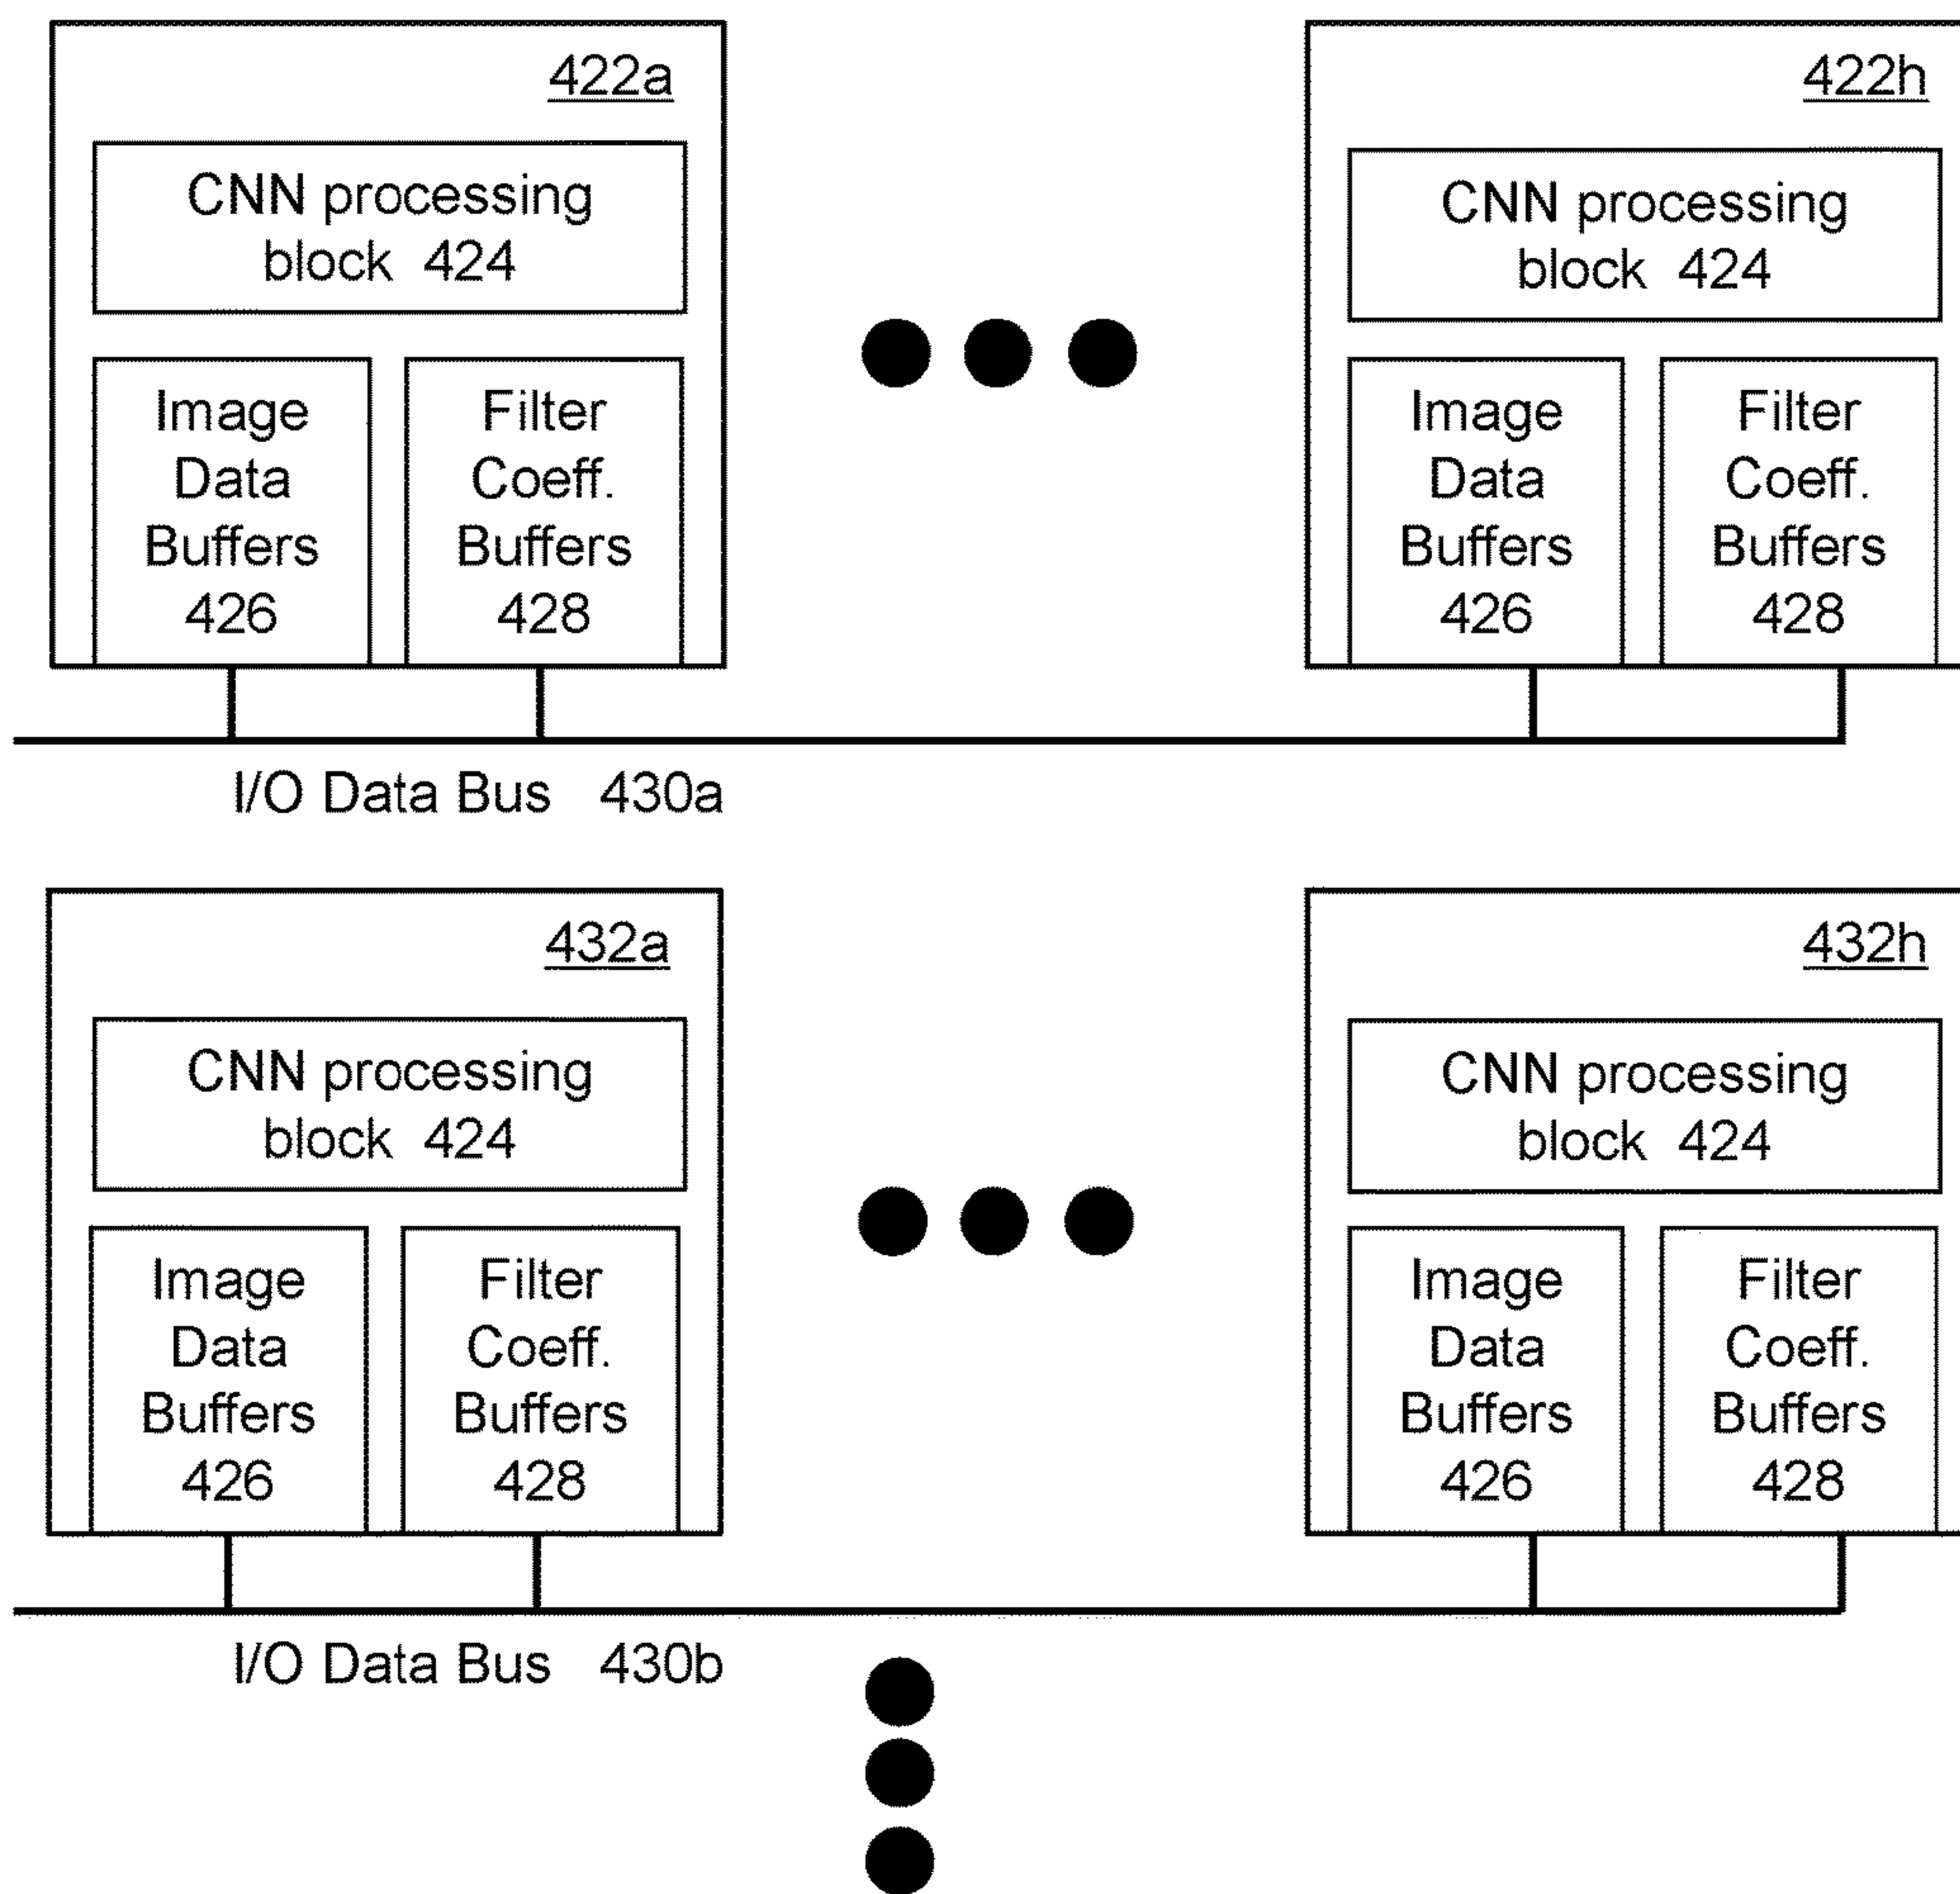 422a
CNN processing
block 424
Image
Data
Buffers
426
Filter
Coeff.
Buffers
428
422h
CNN processing
block 424
Image
Data
Buffers
426
Filter
Coeff.
Buffers
428
I/O Data Bus 430a
432a
CNN processing
block 424
Image
Data
Buffers
426
Filter
Coeff.
Buffers
428
432h
CNN processing
block 424
Image
Data
Buffers
426
Filter
Coeff.
Buffers
428
I/O Data Bus 430b